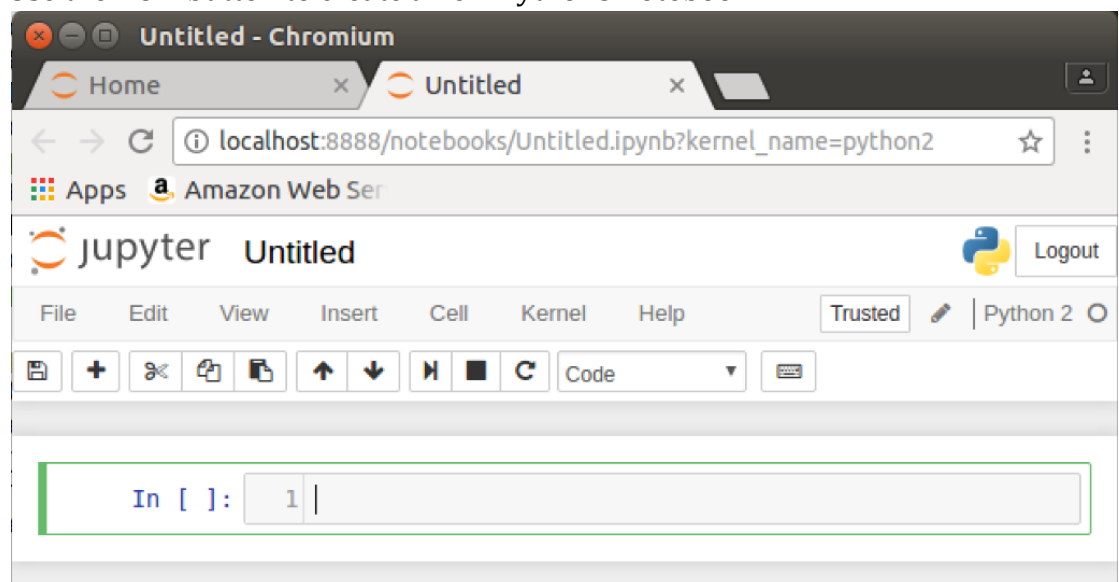 Untitled - Chromium
Home Untitled
localhost:8888/notebooks/Untitled.ipynb?kernel_name=python2
Apps Amazon Web Ser
jupyter Untitled Logout
File Edit View Insert Cell Kernel Help Trusted Python 2
Code
In [ ]: 1